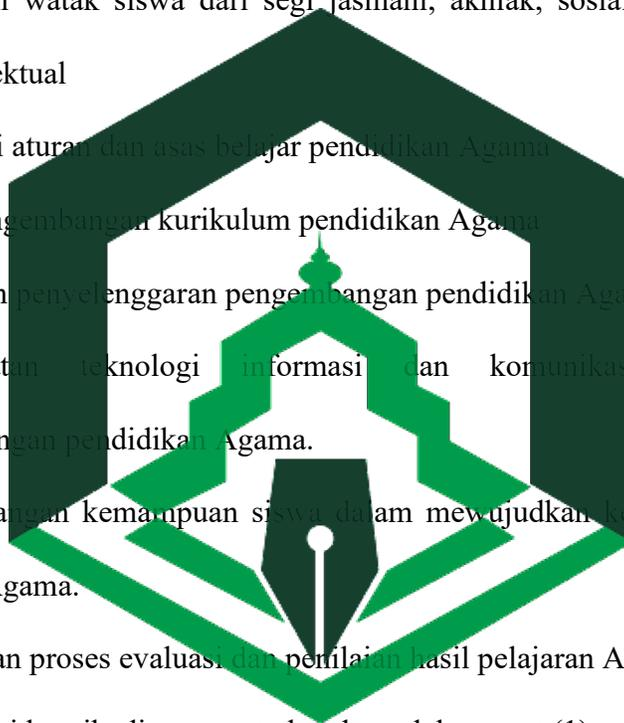 watak siswa dari segi jasmani, akhlak, sosial
ektual
i aturan dan asas belajar pendidikan Agama
ngembangan kurikulum pendidikan Agama
n penyelenggaran pengembangan pendidikan Aga
tan teknologi informasi dan komunikas
ngan pendidikan Agama.
angan kemampuan siswa dalam mewujudkan k
Agama.
an proses evaluasi dan penilaian hasil pelajaran A